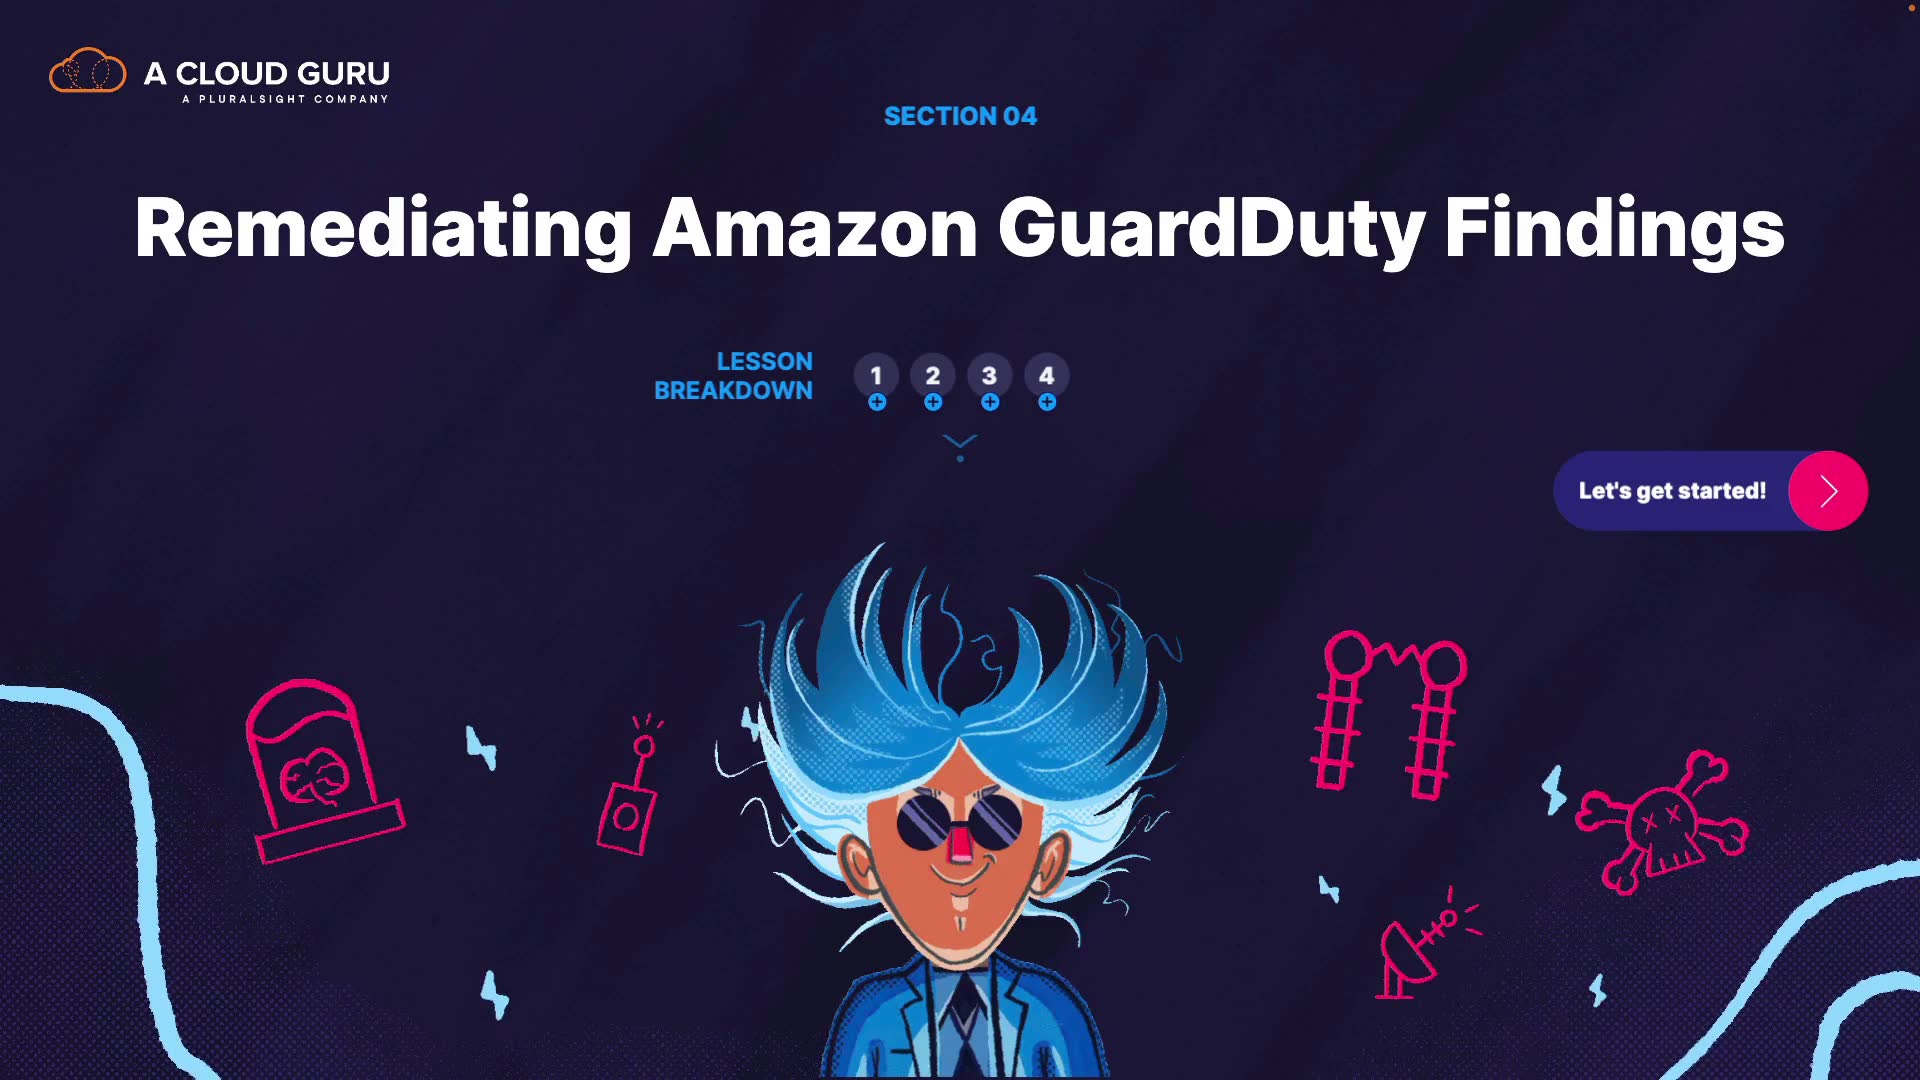 A CLOUD GURU
A PLURALSIGHT COMPANY
SECTION 04
Remediating Amazon GuardDuty Findings
LESSON
BREAKDOWN
1 2 3 4
Let's get started!